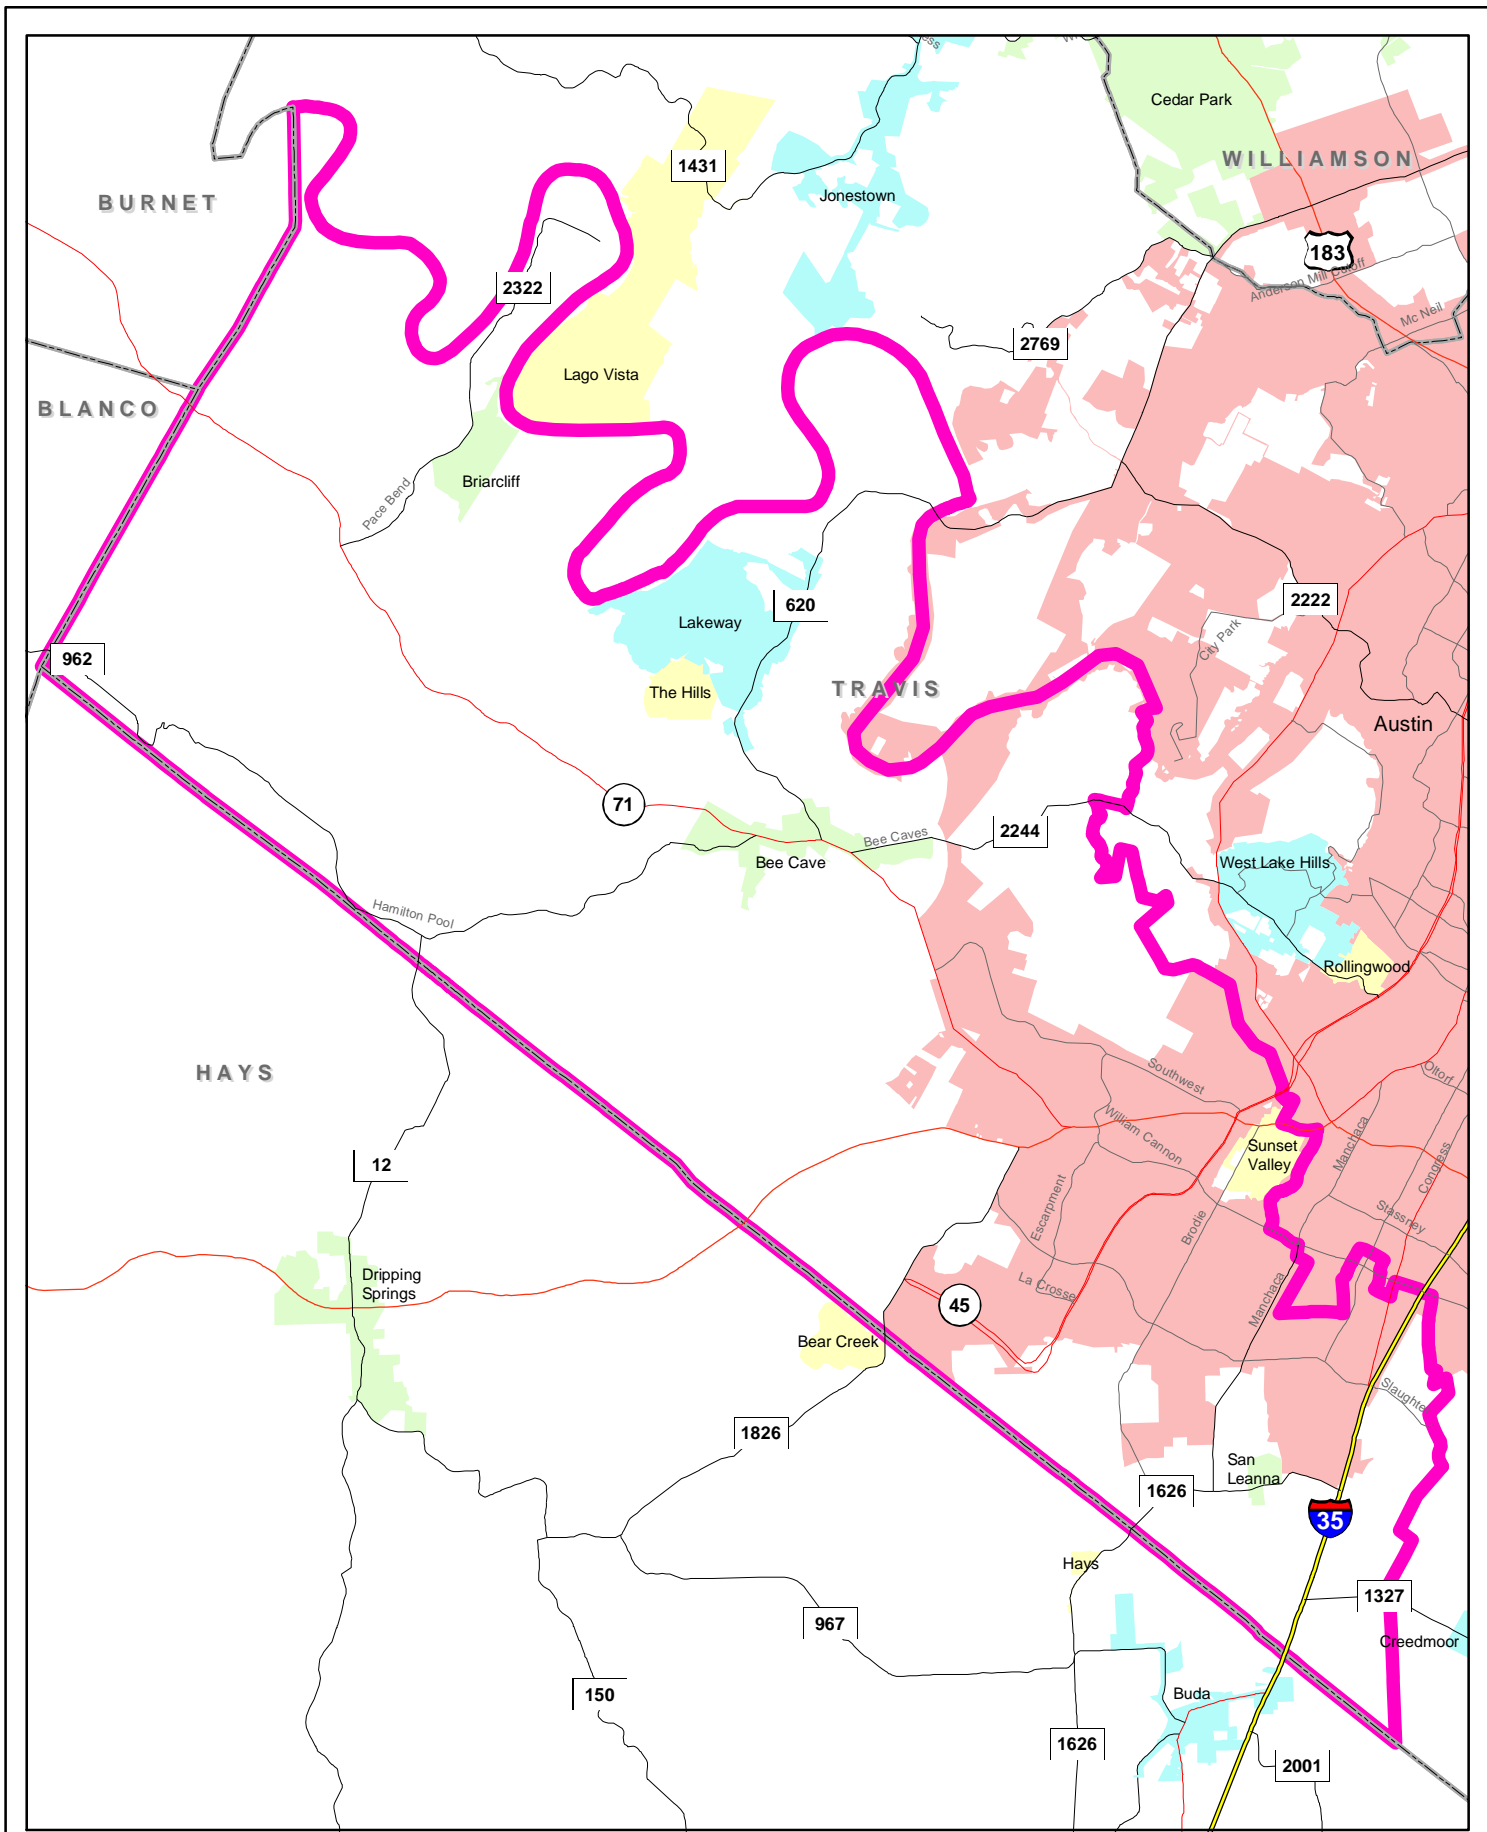 Cedar Park
WILLIAMSON
1431
BURNET
Jonestown
183
Anderson Mill Cutoff
2322
Mc Neil
2769
Lago Vista
BLANCO
Briarcliff
Pace Bend
620
2222
Lakeway
City Park
962
The Hills
TRAVIS
Austin
71
2244
Bee Caves
Bee Cave
West Lake Hills
Hamilton Pool
Rollingwood
HAYS
Southwest
Oltorf
William Cannon
Manchaca
Sunset
Valley
12
Congress
Escarpment
Stassney
Brodie
Dripping
Springs
La Crosse
Manchaca
45
Bear Creek
Slaughter
1826
San
Leanna
1626
35
Hays
1327
967
Creedmoor
150
Buda
1626
2001